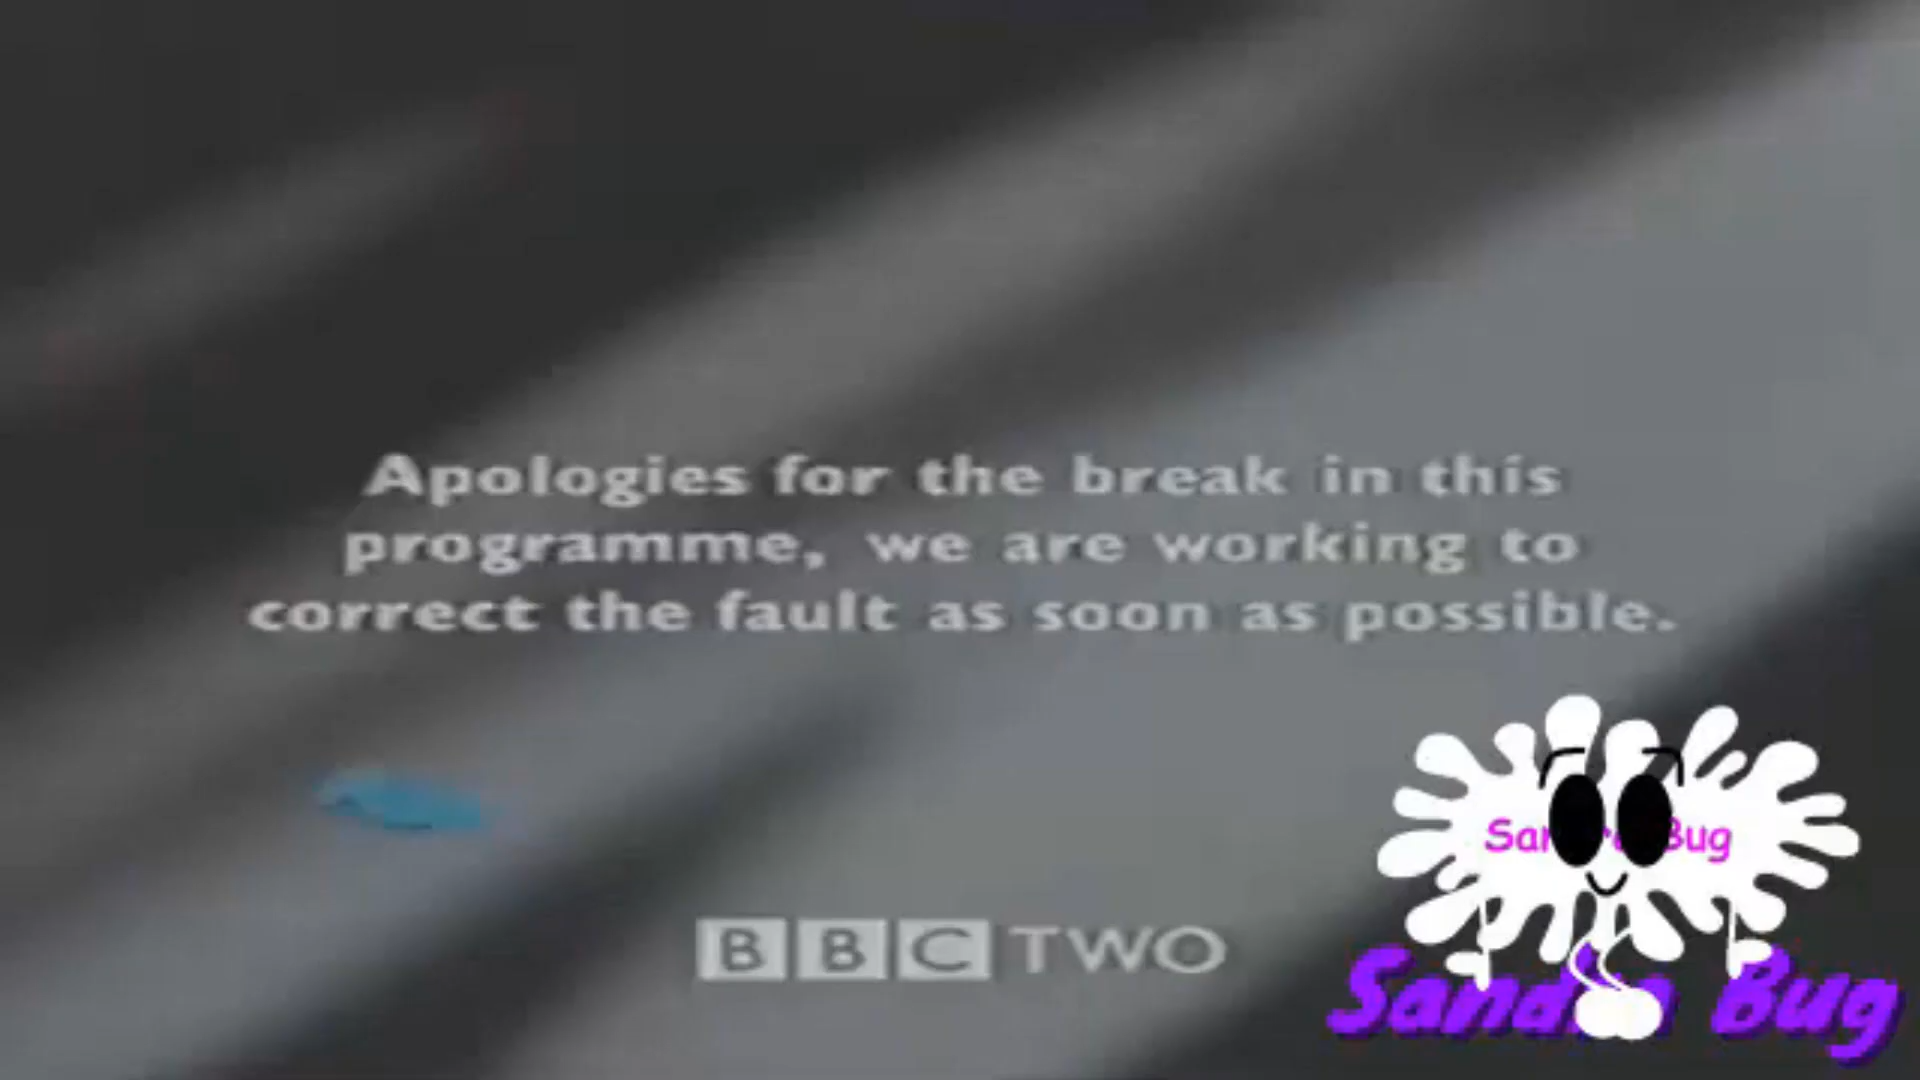 Apologies for the break in this
programme, we are working to
correct the fault as soon as possible.
BBC TWO
Bug
Bug